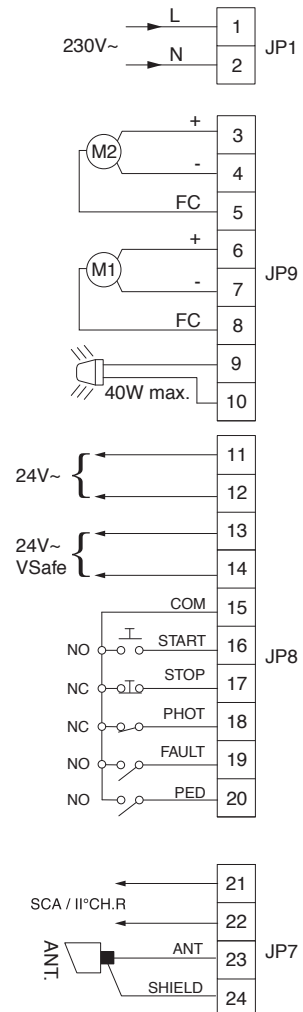 230V~ L 1 JP1
N 2
M2 + 3
- 4
FC 5
M1 + 6 JP9
- 7
FC 8
9
40W max. 10
24V~ 11
12
24V~ VSafe 13
14
COM 15
NO START 16 JP8
NC STOP 17
NC PHOT 18
NO FAULT 19
NO PED 20
SCA / II°CH.R 21
22
ANT. ANT 23 JP7
SHIELD 24